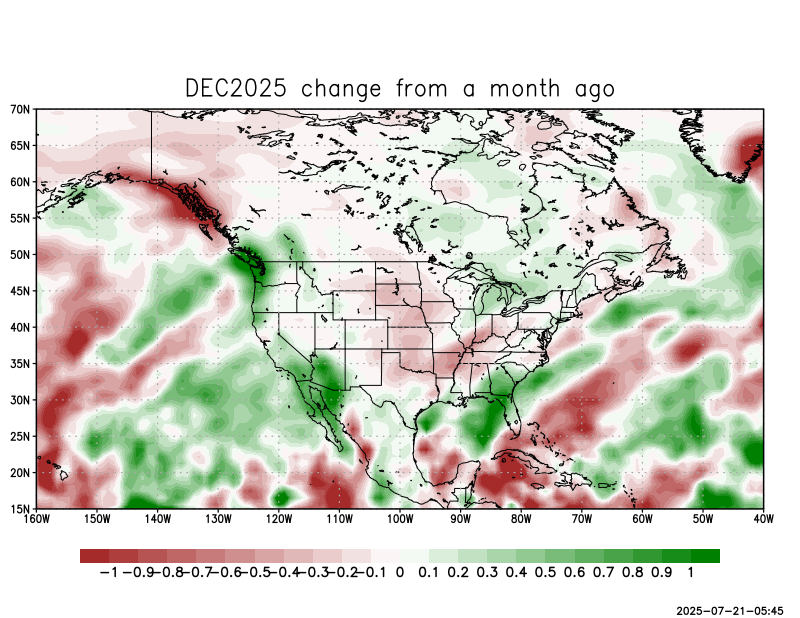 DEC2025 change from a month ago
70N
65N
60N
55N
50N
45N
40N
35N
30N
25N
20N
15N
160W 150W 140W 130W 120W 110W 100W 90W 80W 70W 60W 50W 40W
-1 -0.9 -0.8 -0.7 -0.6 -0.5 -0.4 -0.3 -0.2 -0.1 0 0.1 0.2 0.3 0.4 0.5 0.6 0.7 0.8 0.9 1
2025-07-21-05:45